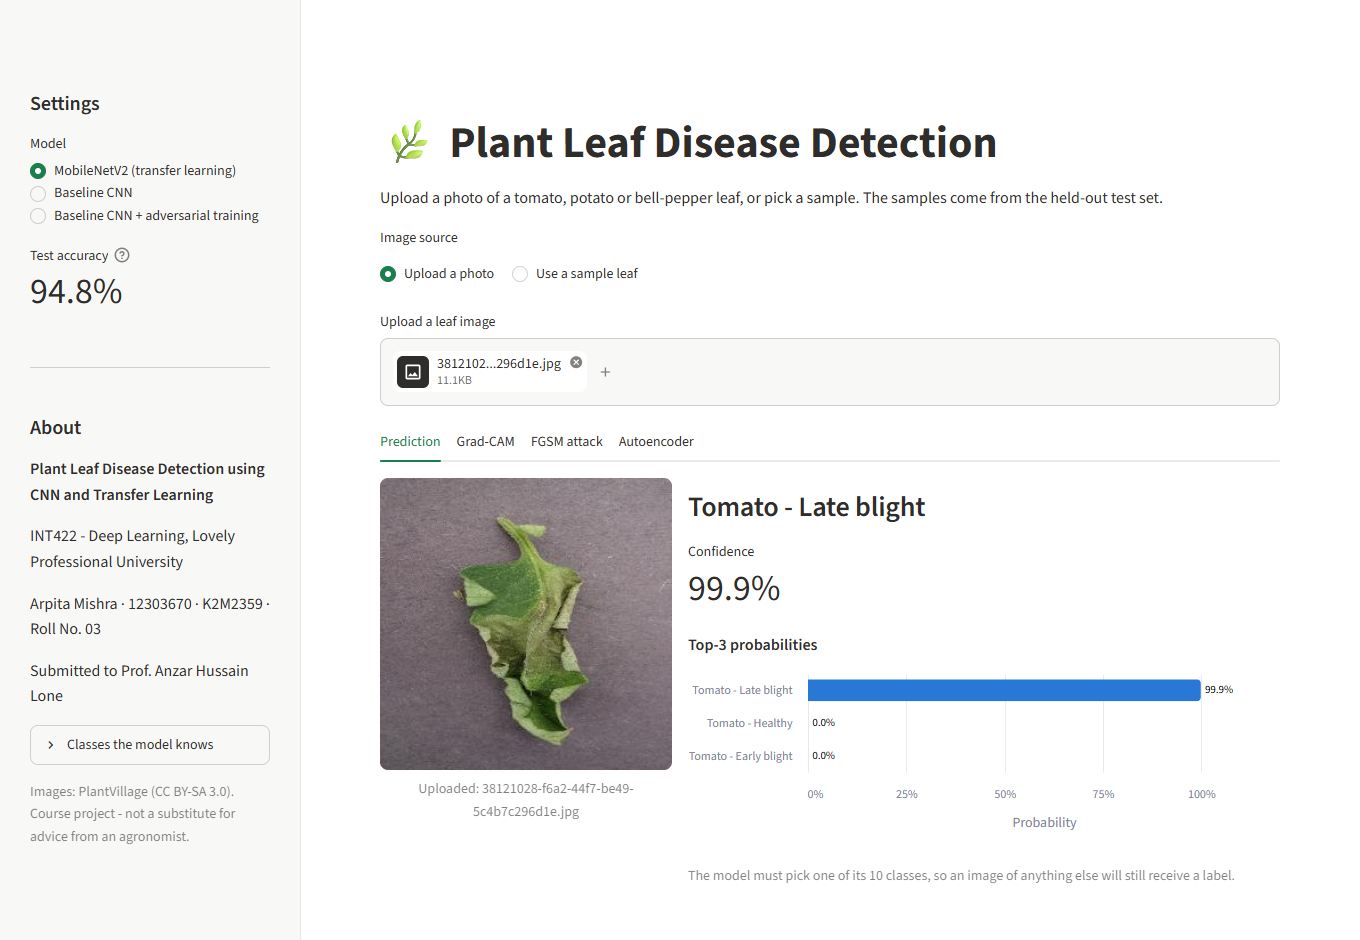 Settings
Model
MobileNetV2 (transfer learning)
Baseline CNN
Baseline CNN + adversarial training
Test accuracy ?
94.8%
About
Plant Leaf Disease Detection using
CNN and Transfer Learning
INT422 - Deep Learning, Lovely
Professional University
Arpita Mishra · 12303670 · K2M2359 ·
Roll No. 03
Submitted to Prof. Anzar Hussain
Lone
Classes the model knows
Images: PlantVillage (CC BY-SA 3.0).
Course project - not a substitute for
advice from an agronomist.
Plant Leaf Disease Detection
Upload a photo of a tomato, potato or bell-pepper leaf, or pick a sample. The samples come from the held-out test set.
Image source
Upload a photo
Use a sample leaf
Upload a leaf image
3812102...296d1e.jpg
11.1KB
+
Prediction Grad-CAM FGSM attack Autoencoder
Uploaded: 38121028-f6a2-44f7-be49-
5c4b7c296d1e.jpg
Tomato - Late blight
Confidence
99.9%
Top-3 probabilities
Tomato - Late blight 99.9%
Tomato - Healthy 0.0%
Tomato - Early blight 0.0%
0% 25% 50% 75% 100%
Probability
The model must pick one of its 10 classes, so an image of anything else will still receive a label.